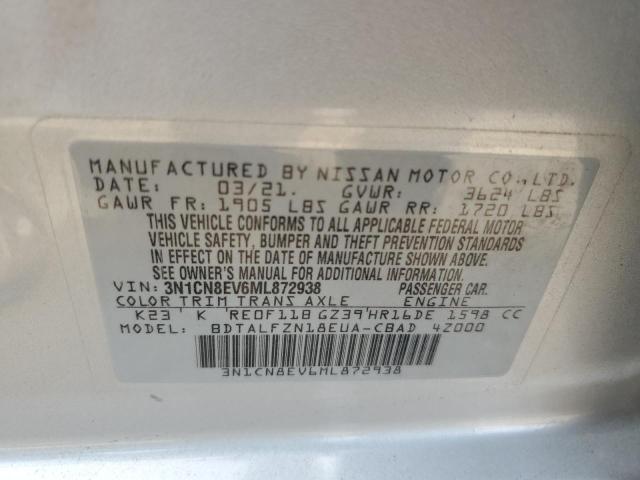 MANUFACTURED BY NISSAN MOTOR CO.,LTD.
DATE: 03/21. GVWR: 3624 LBS
GAWR FR: 1905 LBS GAWR RR: 1720 LBS
THIS VEHICLE CONFORMS TO ALL APPLICABLE FEDERAL MOTOR
VEHICLE SAFETY, BUMPER AND THEFT PREVENTION STANDARDS
IN EFFECT ON THE DATE OF MANUFACTURE SHOWN ABOVE.
SEE OWNER'S MANUAL FOR ADDITIONAL INFORMATION.
VIN: 3N1CN8EV6ML872938 PASSENGER CAR.
COLOR TRIM TRANS AXLE ENGINE
K23 K RE0F11B GZ39 HR16DE 1598 CC
BDTALFZN18EUA-CBAD 4Z000
3N1CN8EV6ML872938